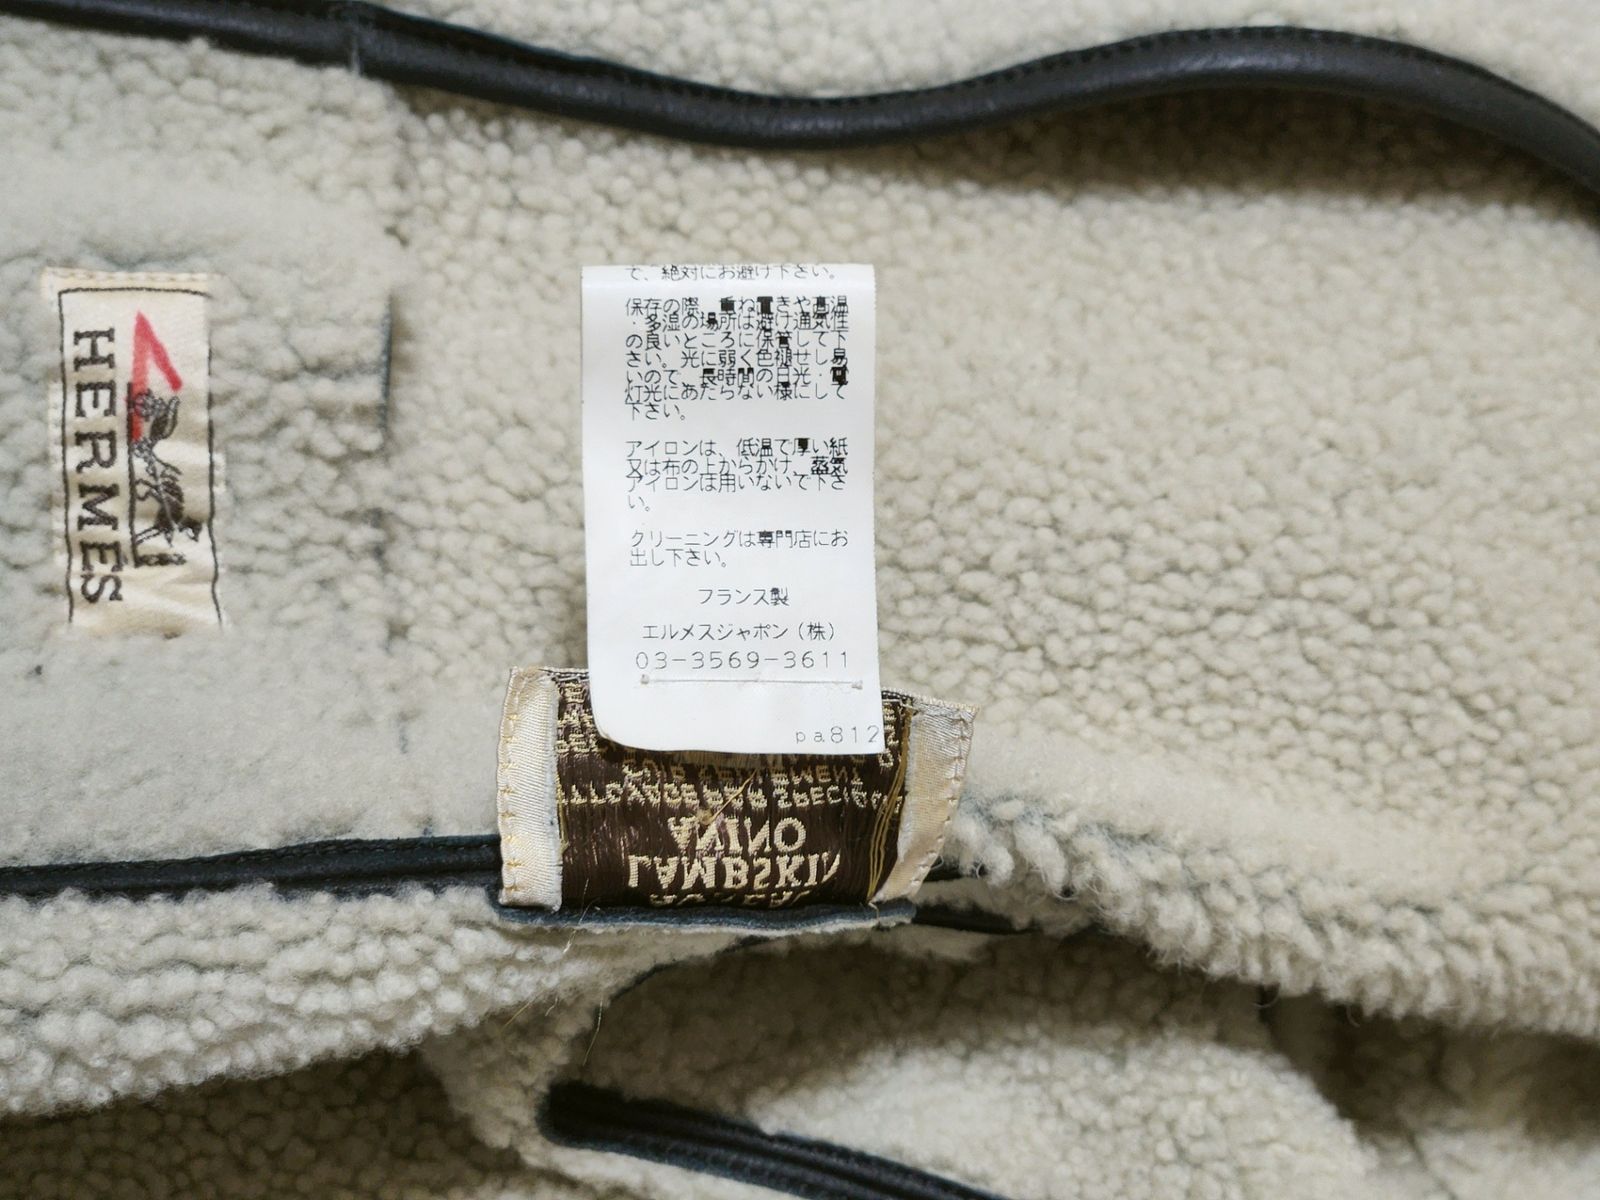 HERMES
で、絶対にお避け下さい。
保存の際、重ね置きや高温
・多湿の場所は避け通気性
の良いところに保管して下
さい。光に弱く色褪せし易
いので、長時間の日光・電
灯光にあたらない様にして
下さい。
アイロンは、低温で厚い紙
又は布の上からかけ、蒸気
アイロンは用いないで下さ
い。
クリーニングは専門店にお
出し下さい。
フランス製
エルメスジャポン（株）
03-3569-3611
pa812
LAMBSKIN